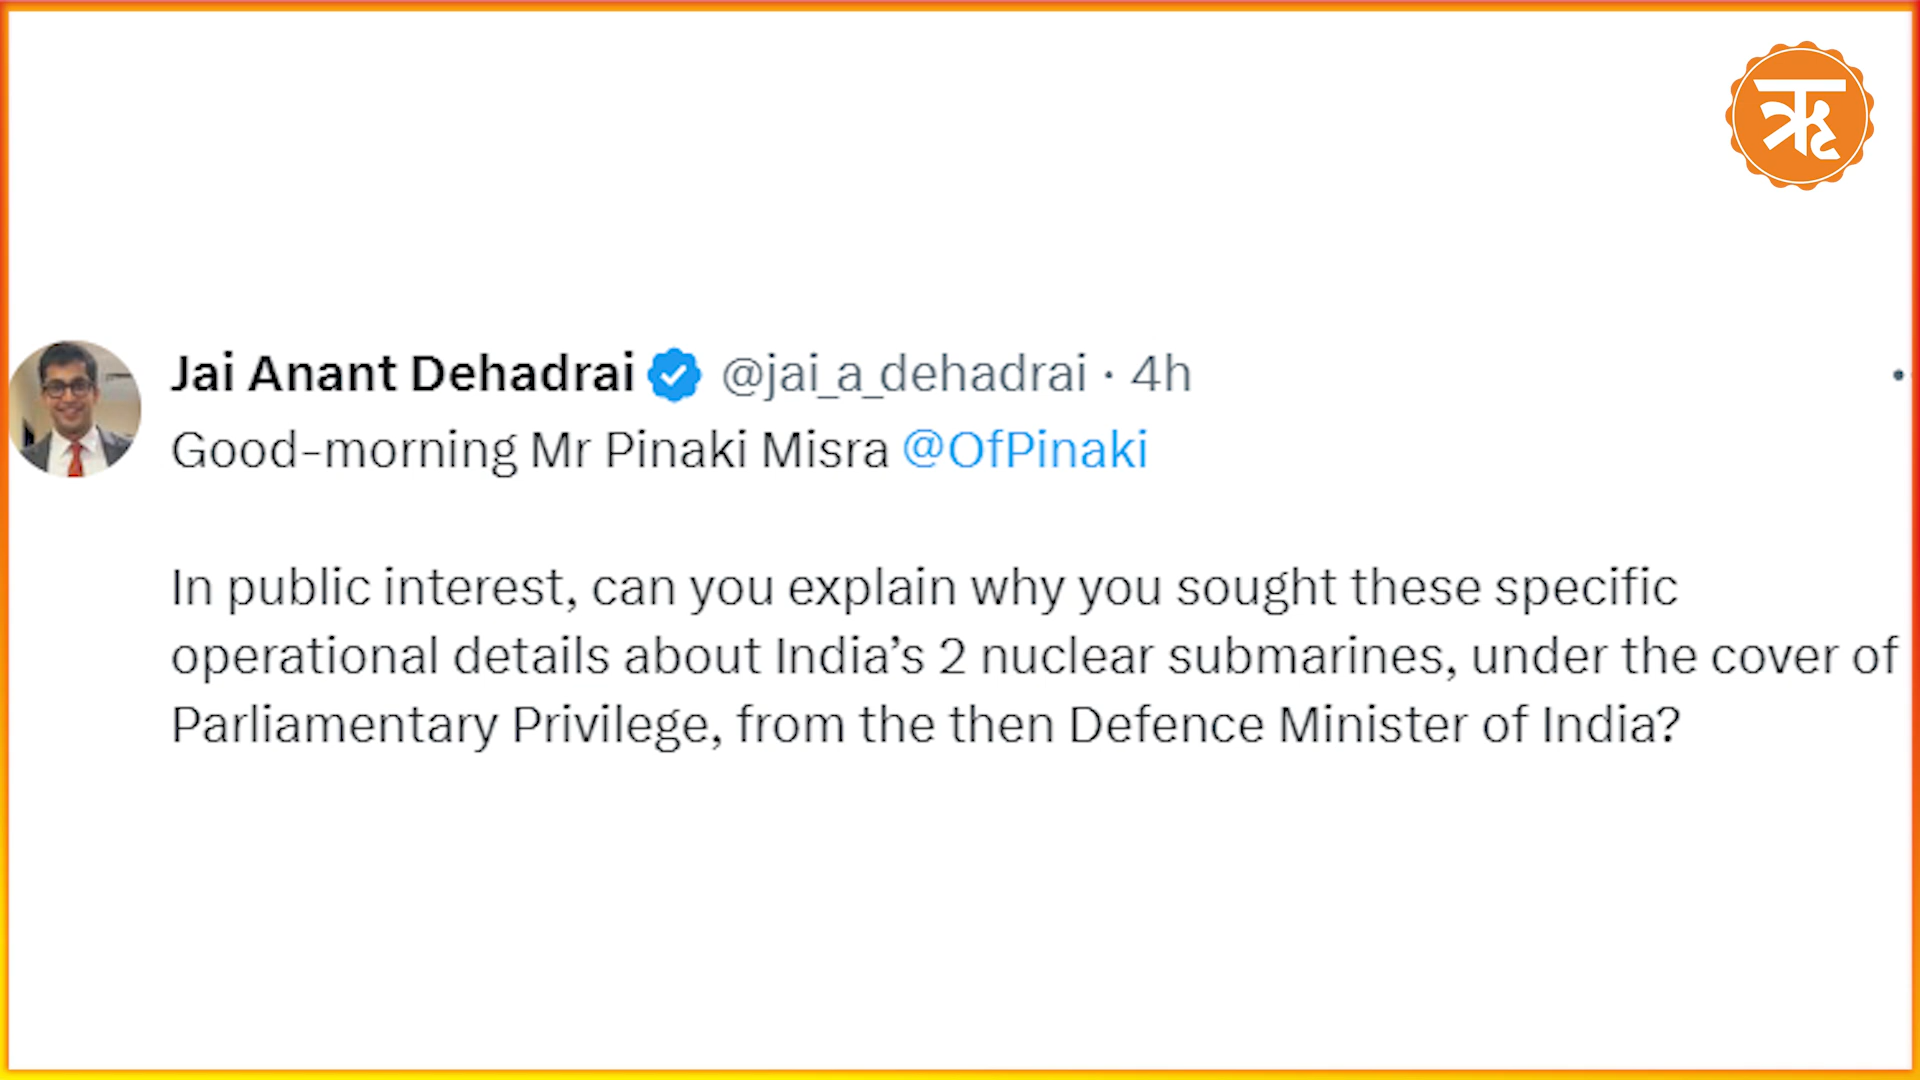 ऋ
Jai Anant Dehadrai @jai_a_dehadrai · 4h
Good-morning Mr Pinaki Misra @OfPinaki
In public interest, can you explain why you sought these specific
operational details about India’s 2 nuclear submarines, under the cover of
Parliamentary Privilege, from the then Defence Minister of India?